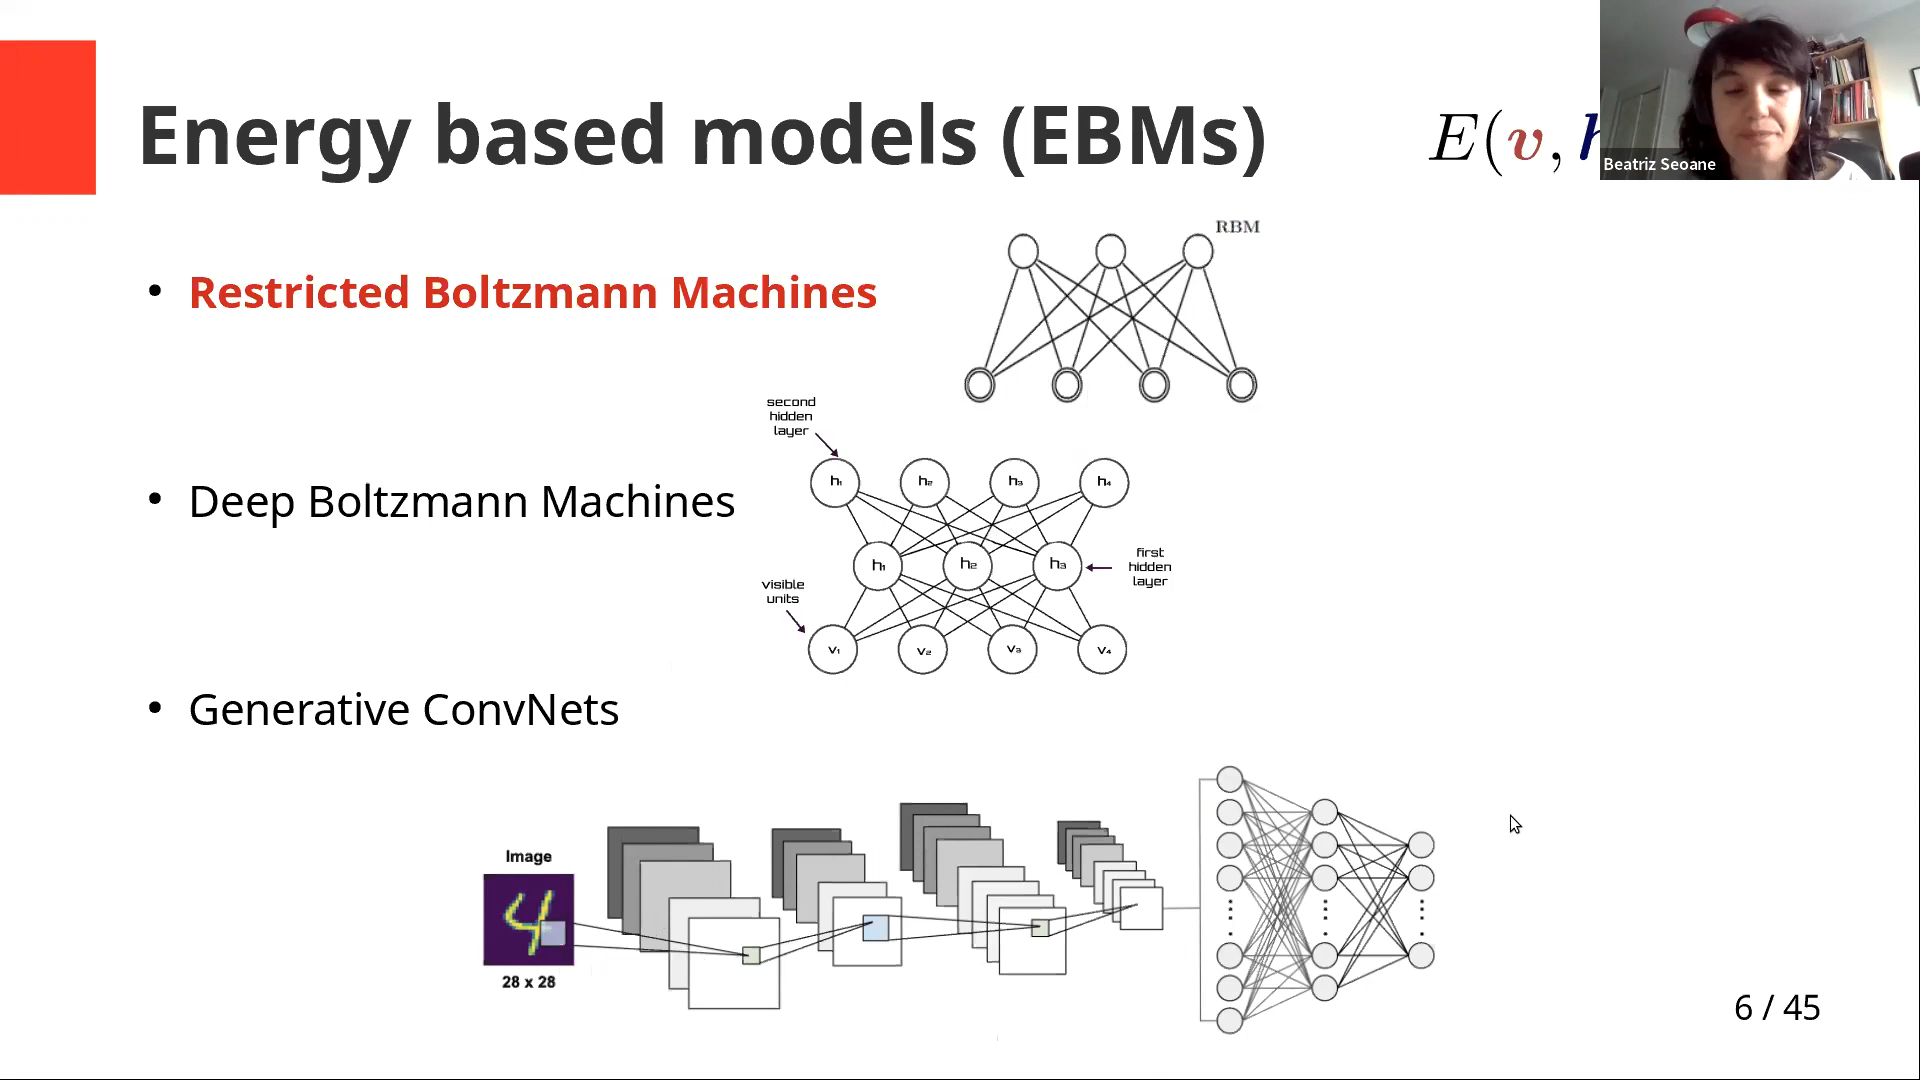 Energy based models (EBMs)
E(v, h
Beatriz Seoane
RBM
Restricted Boltzmann Machines
second
hidden
layer
h₁ h₂ h₃ h₄
Deep Boltzmann Machines
h₁ h₂ h₃
first
hidden
layer
visible
units
v₁ v₂ v₃ v₄
Generative ConvNets
Image
28 x 28
6 / 45